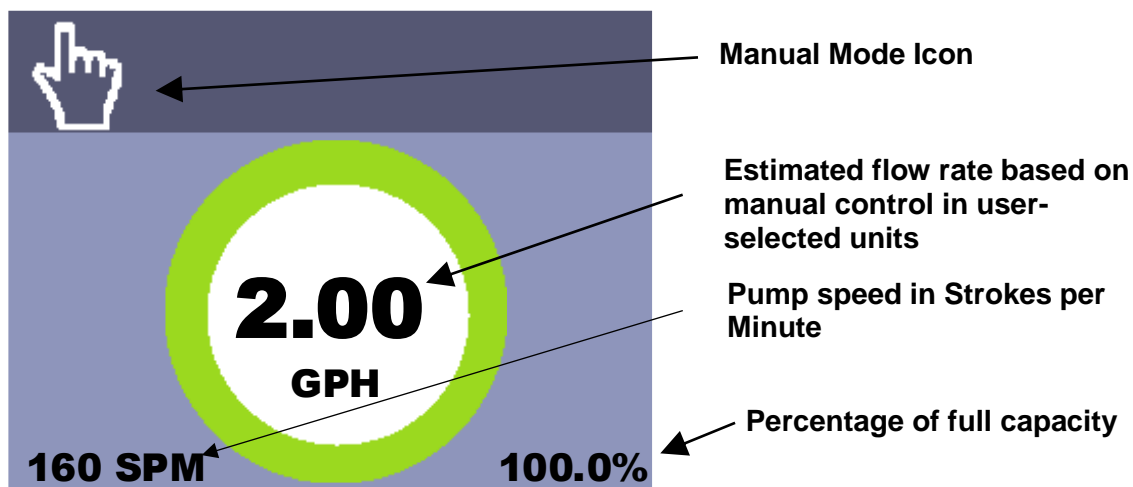 Manual Mode Icon
Estimated flow rate based on
manual control in user-
selected units
2.00
GPH
Pump speed in Strokes per
Minute
Percentage of full capacity
160 SPM
100.0%